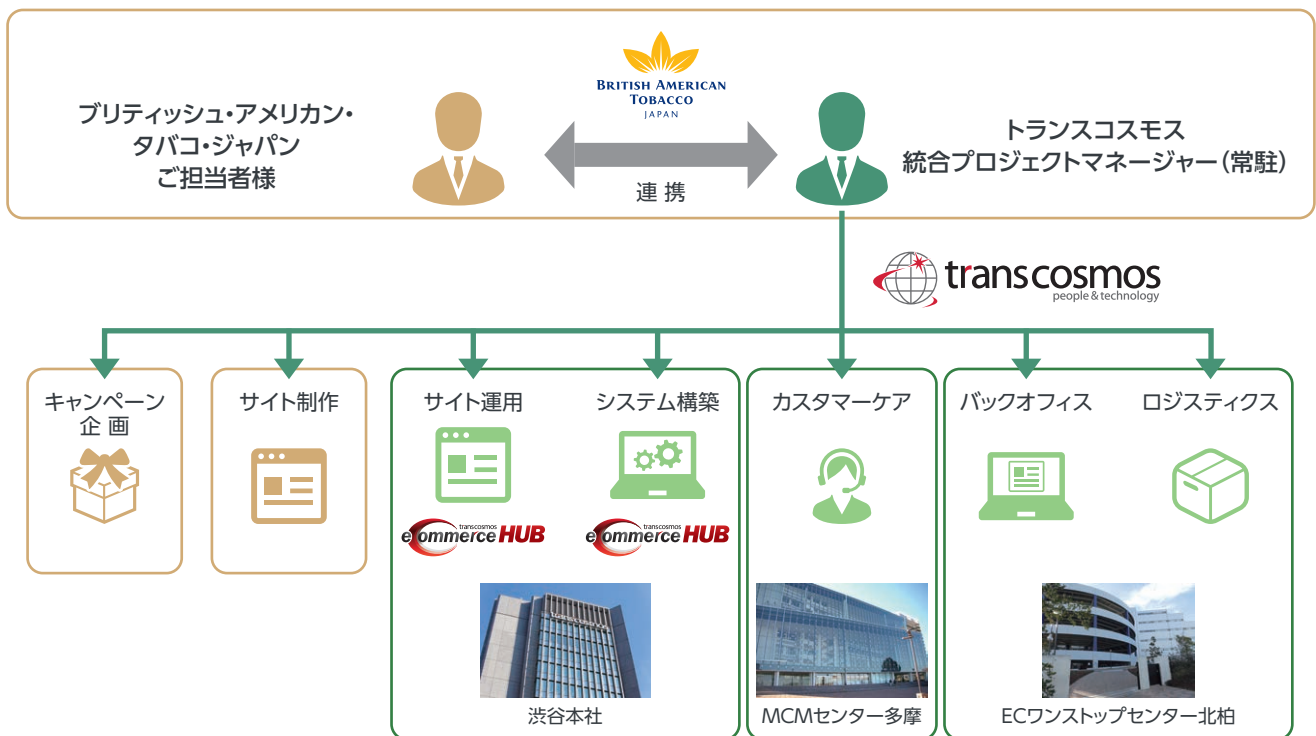 BRITISH AMERICAN
TOBACCO
JAPAN
ブリティッシュ・アメリカン・
タバコ・ジャパン
ご担当者様
連 携
トランスコスモス
統合プロジェクトマネージャー(常駐)
transcosmos
people & technology
キャンペーン
企 画
サイト制作
サイト運用
システム構築
カスタマーケア
バックオフィス
ロジスティクス
transcosmos
eCommerce HUB
transcosmos
eCommerce HUB
渋谷本社
MCMセンター多摩
ECワンストップセンター北柏